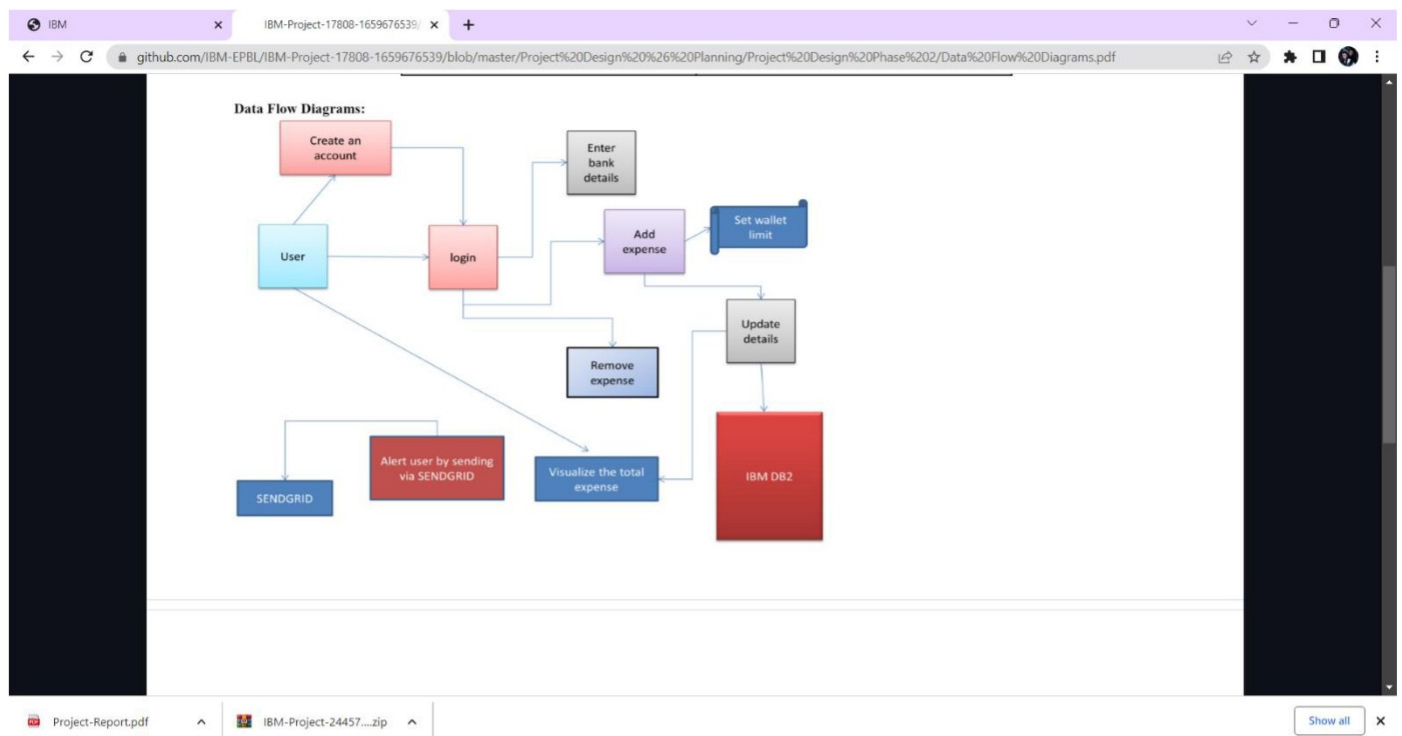 IBM
IBM-Project-17808-1659676539/
github.com/IBM-EPBL/IBM-Project-17808-1659676539/blob/master/Project%20Design%20%26%20Planning/Project%20Design%20Phase%202/Data%20Flow%20Diagrams.pdf
Data Flow Diagrams:
Create an
account
Enter
bank
details
Set wallet
limit
Add
expense
User
login
Update
details
Remove
expense
Alert user by sending
via SENDGRID
Visualize the total
expense
IBM DB2
SENDGRID
Project-Report.pdf
IBM-Project-24457....zip
Show all